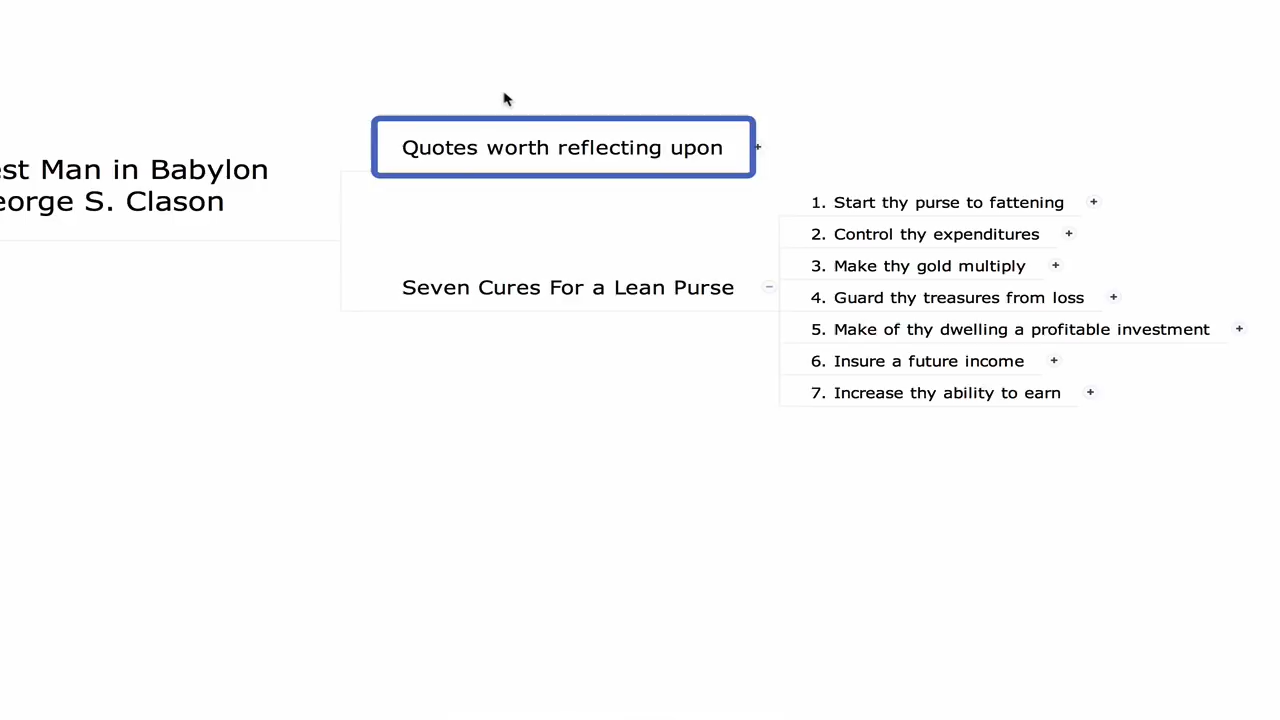 est Man in Babylon
eorge S. Clason
Quotes worth reflecting upon
Seven Cures For a Lean Purse
1. Start thy purse to fattening
2. Control thy expenditures
3. Make thy gold multiply
4. Guard thy treasures from loss
5. Make of thy dwelling a profitable investment
6. Insure a future income
7. Increase thy ability to earn